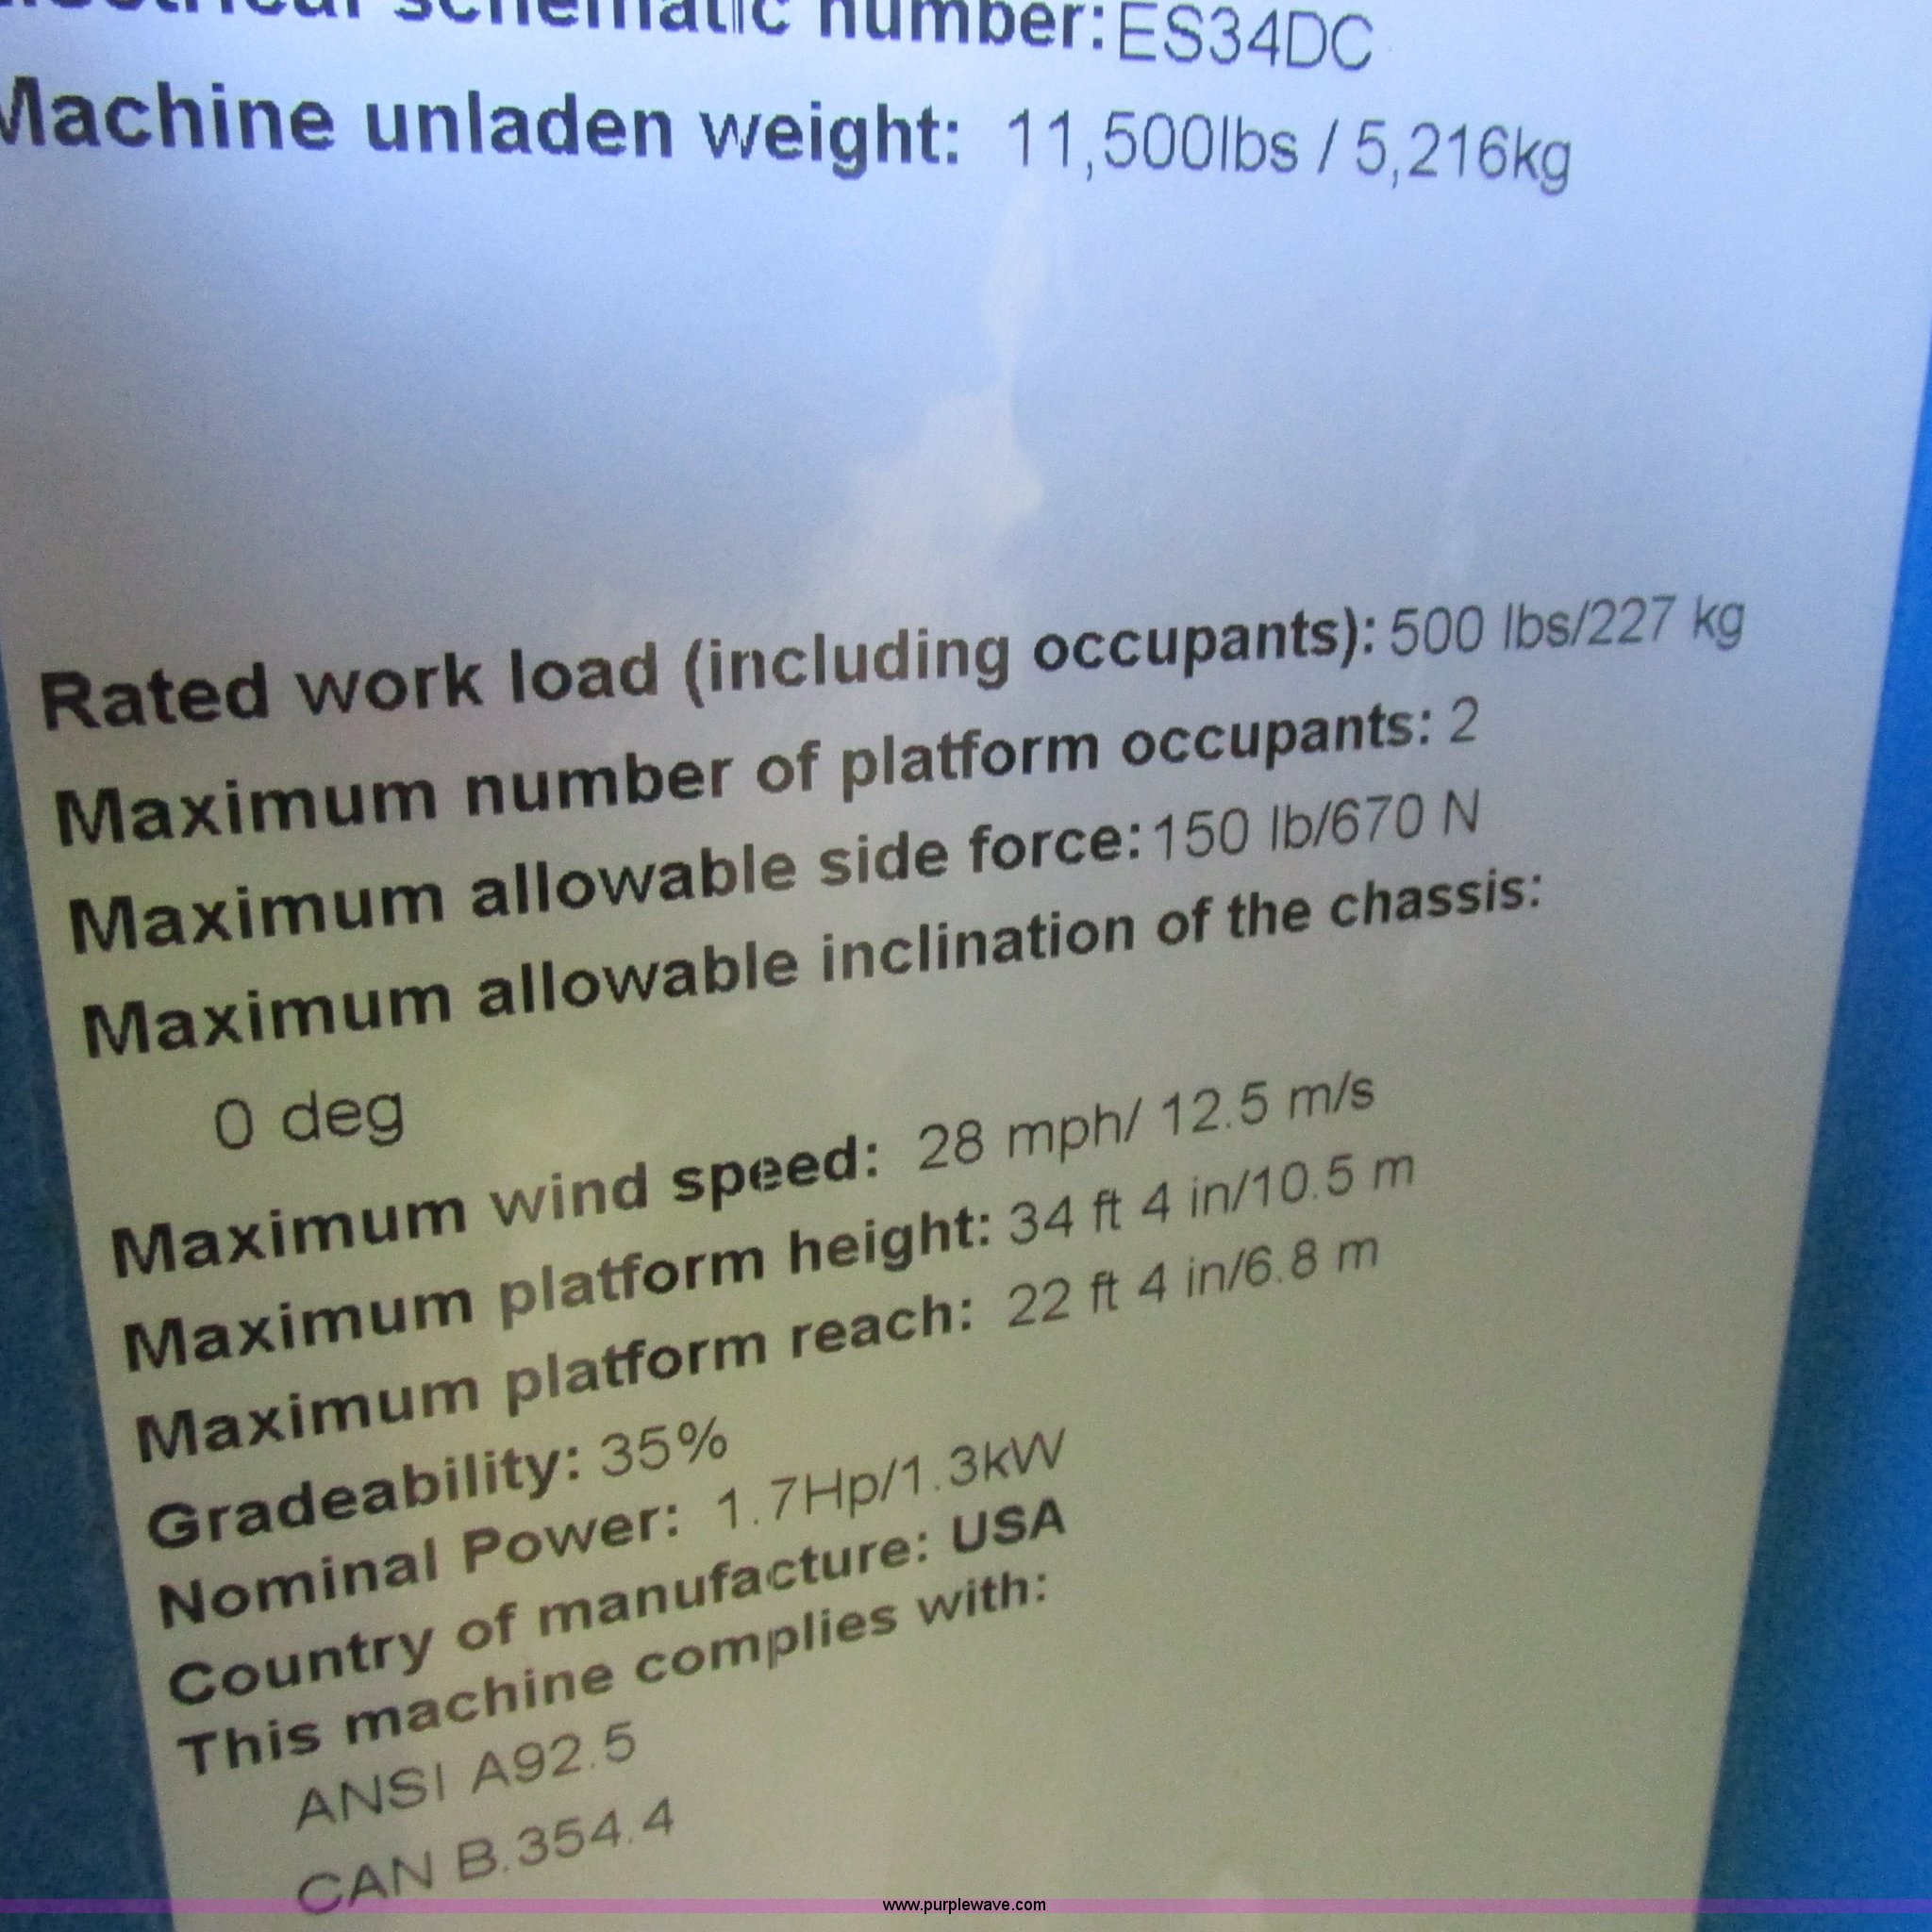 schematic number: ES34DC
Machine unladen weight: 11,500lbs / 5,216kg
Rated work load (including occupants): 500 lbs/227 kg
Maximum number of platform occupants: 2
Maximum allowable side force: 150 lb/670 N
Maximum allowable inclination of the chassis:
0 deg
Maximum wind speed: 28 mph/ 12.5 m/s
Maximum platform height: 34 ft 4 in/10.5 m
Maximum platform reach: 22 ft 4 in/6.8 m
Gradeability: 35%
Nominal Power: 1.7Hp/1.3kW
Country of manufacture: USA
This machine complies with:
ANSI A92.5
CAN B.354.4
www.purplewave.com